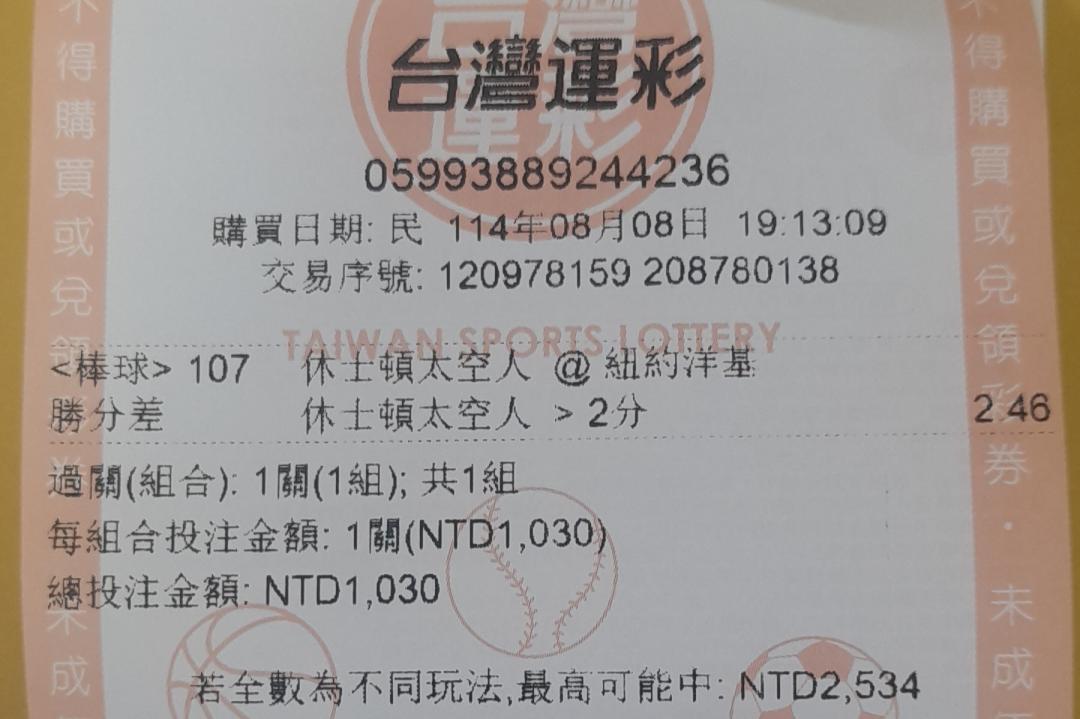 台灣運彩
05993889244236
購買日期: 民 114年08月08日 19:13:09
交易序號: 120978159 208780138
TAIWAN SPORTS LOTTERY
<棒球> 107 休士頓太空人 @ 紐約洋基
勝分差 休士頓太空人 > 2分 2.46
過關(組合): 1關(1組); 共1組
每組合投注金額: 1關(NTD1,030)
總投注金額: NTD1,030
若全數為不同玩法,最高可能中: NTD2,534
得購買或兌領
未成
得購買或兌領彩券・未成